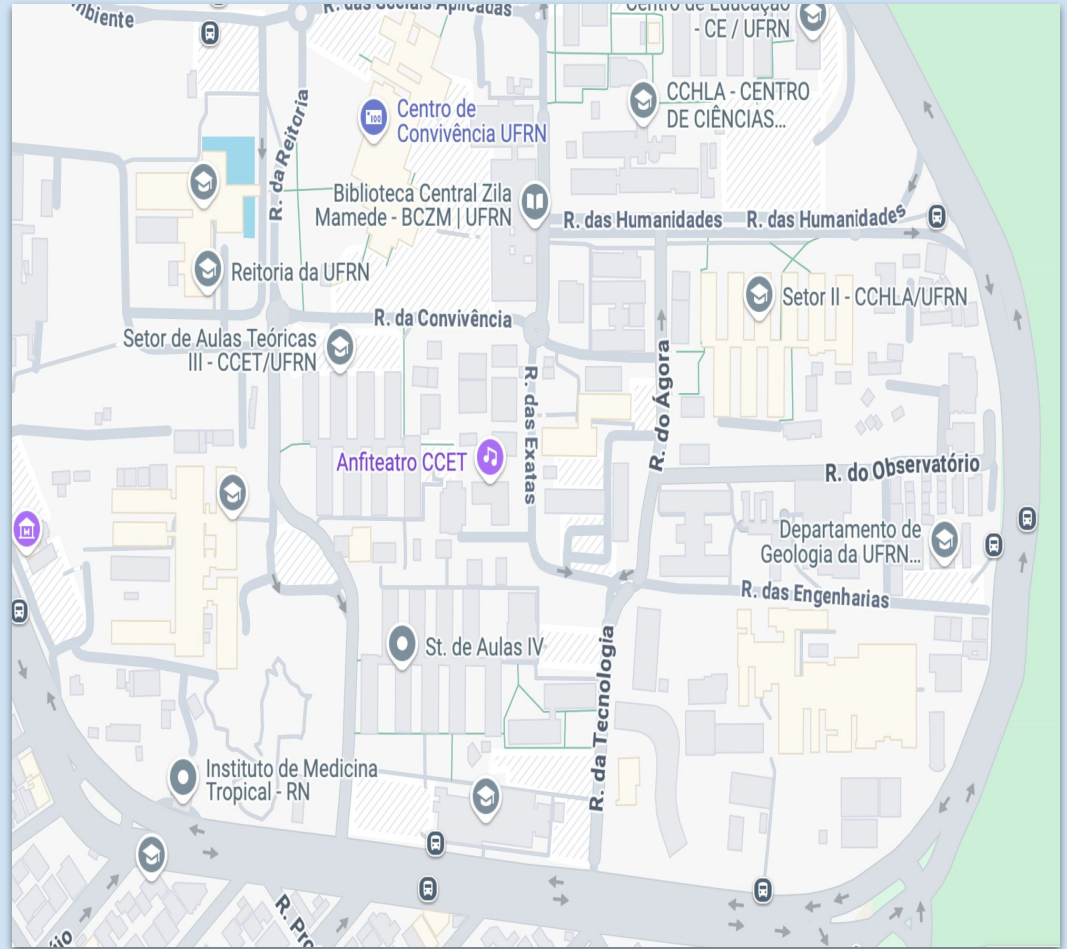 mbiente
R. das Sociais Aplicadas
Centro de Educação
- CE / UFRN
CCHLA - CENTRO
DE CIÊNCIAS...
Centro de
Convivência UFRN
R. da Reitoria
Biblioteca Central Zila
Mamede - BCZM | UFRN
R. das Humanidades
R. das Humanidades
Reitoria da UFRN
Setor II - CCHLA/UFRN
R. da Convivência
Setor de Aulas Teóricas
III - CCET/UFRN
R. das Exatas
R. do Ágora
Anfiteatro CCET
R. do Observatório
Departamento de
Geologia da UFRN...
R. das Engenharias
St. de Aulas IV
R. da Tecnologia
Instituto de Medicina
Tropical - RN
R. Pro
io